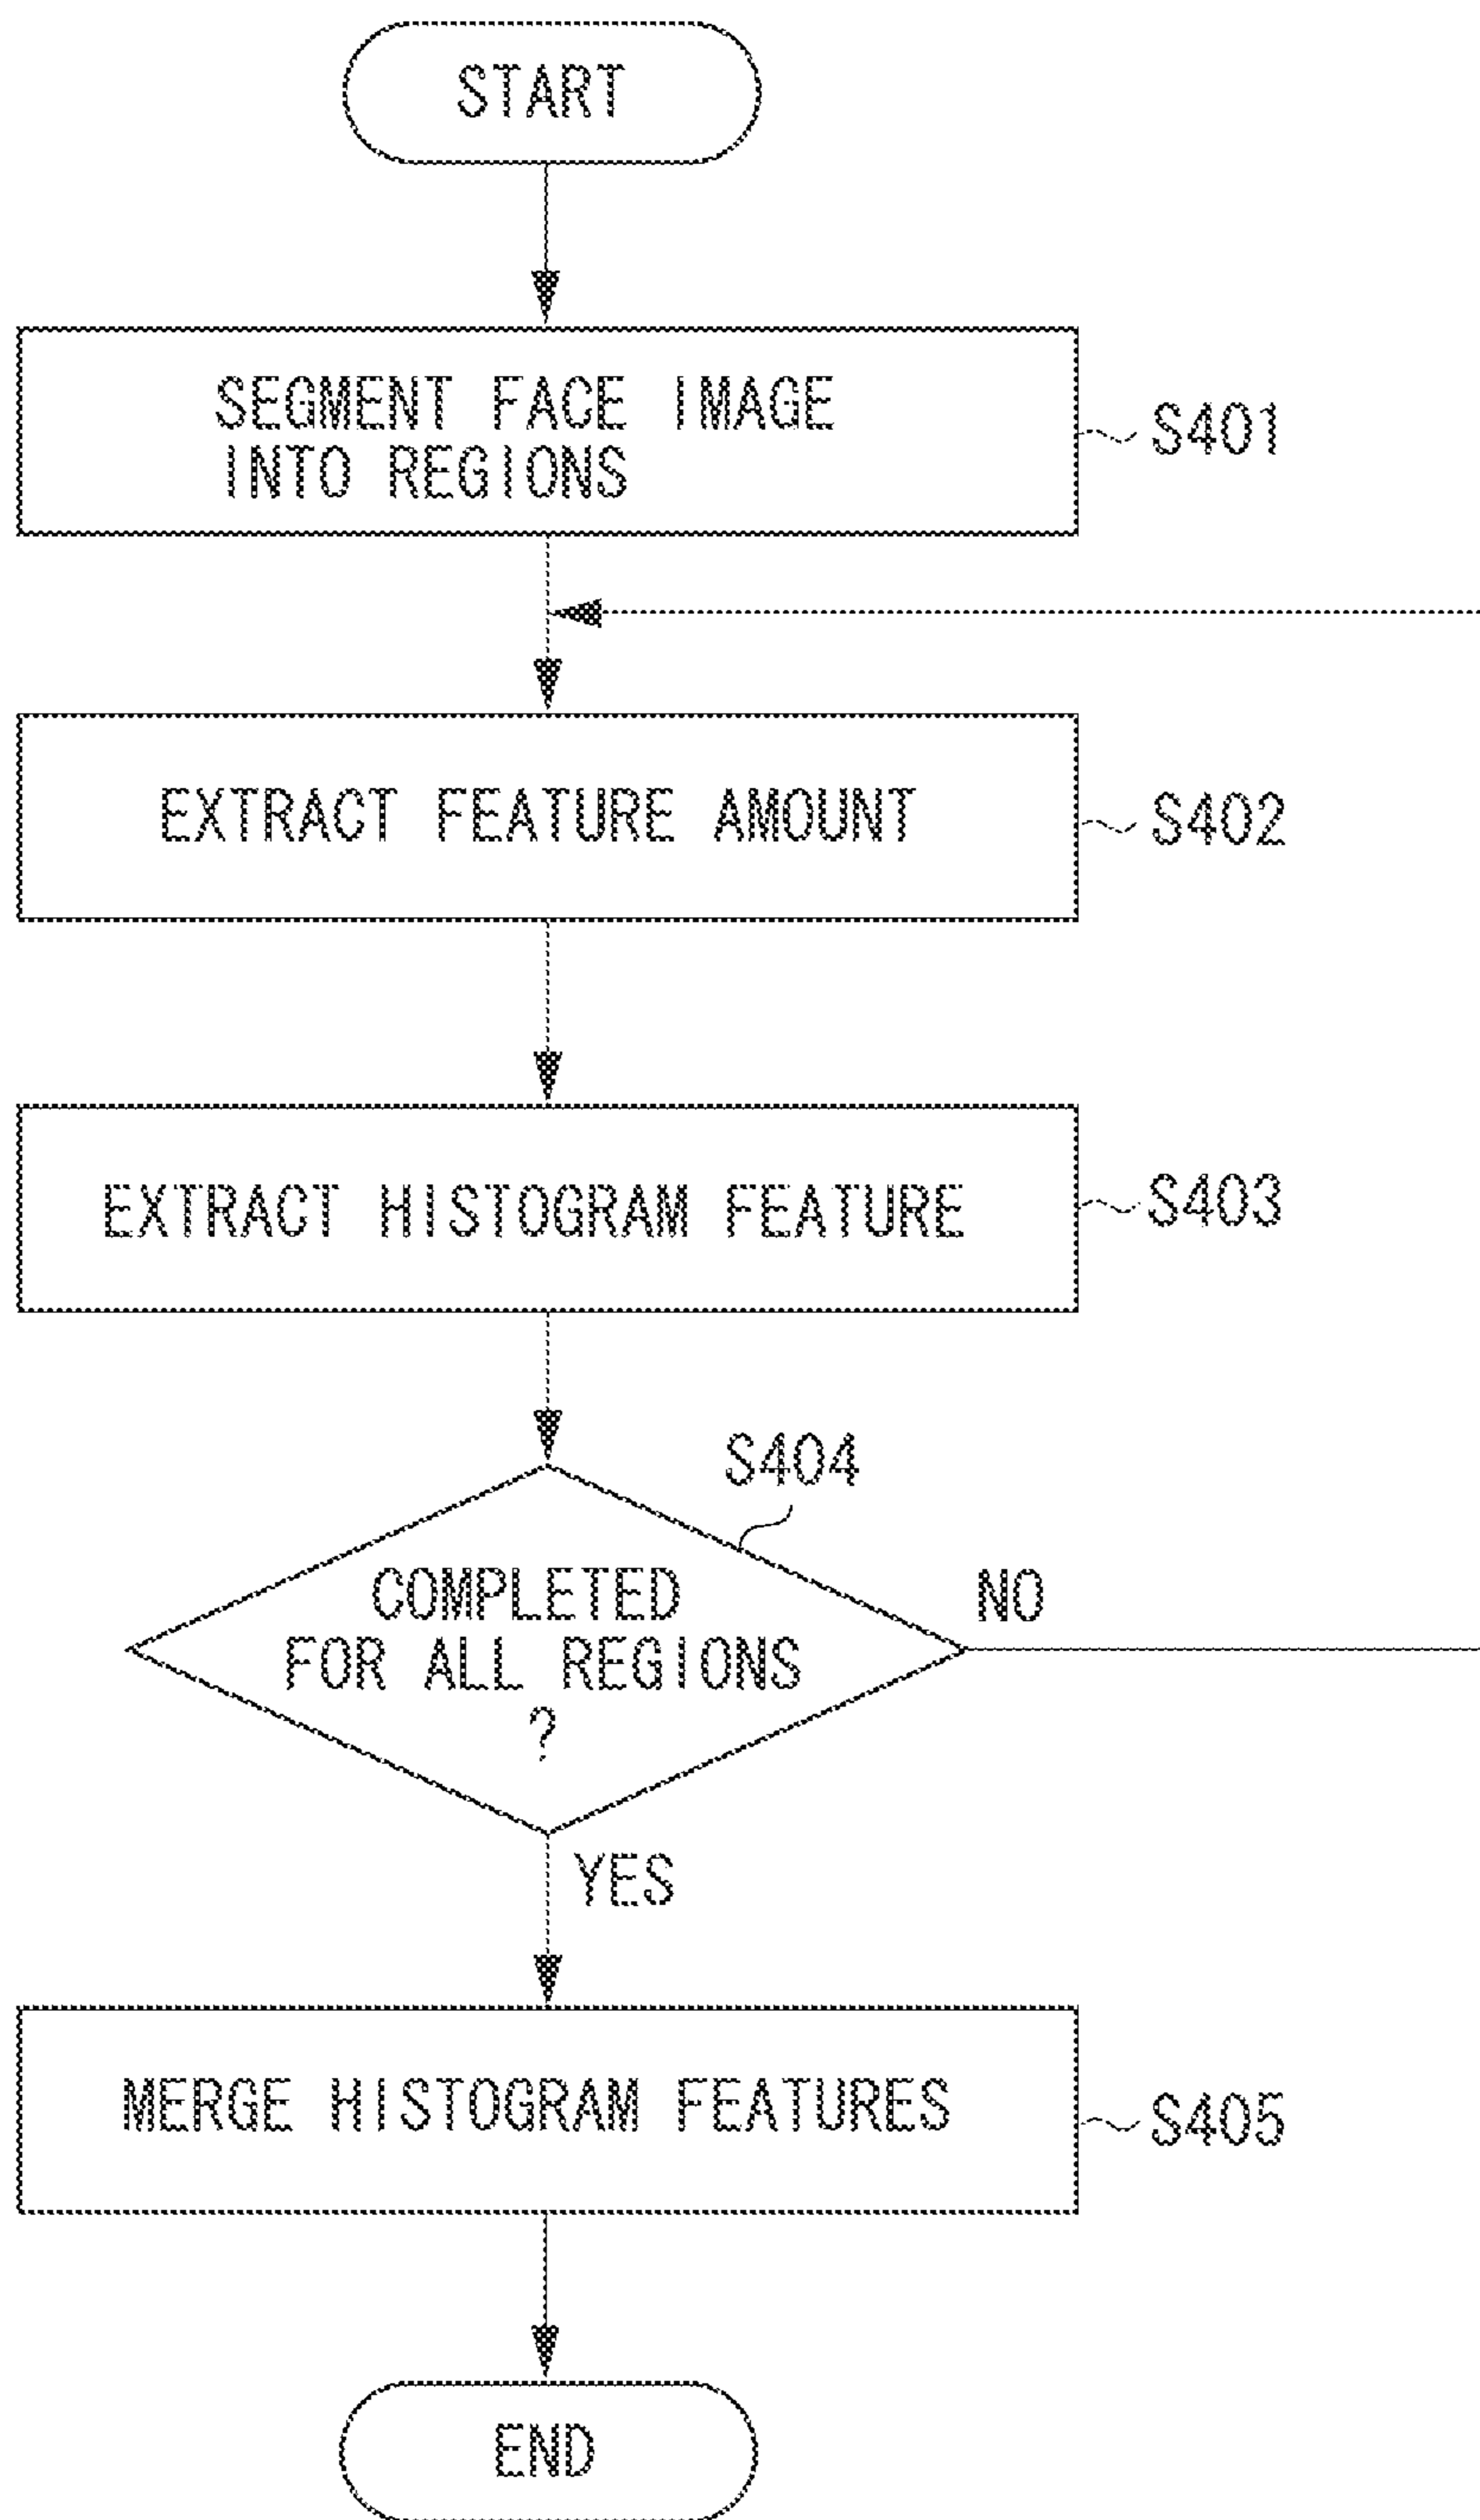 START
SEGMENT FACE IMAGE
INTO REGIONS
S401
EXTRACT FEATURE AMOUNT
S402
EXTRACT HISTOGRAM FEATURE
S403
S404
COMPLETED
FOR ALL REGIONS
?
NO
YES
MERGE HISTOGRAM FEATURES
S405
END